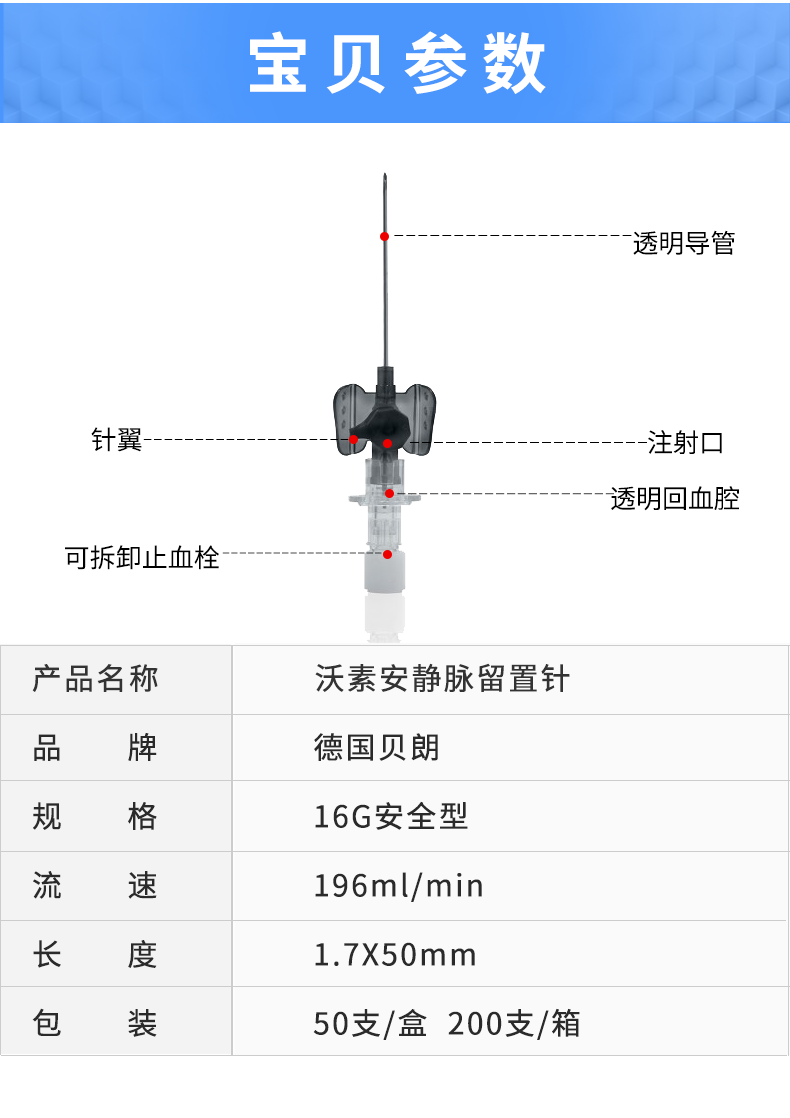 宝贝参数
透明导管
针翼
注射口
透明回血腔
可拆卸止血栓
产品名称 沃素安静脉留置针
品 牌 德国贝朗
规 格 16G安全型
流 速 196ml/min
长 度 1.7X50mm
包 装 50支/盒 200支/箱